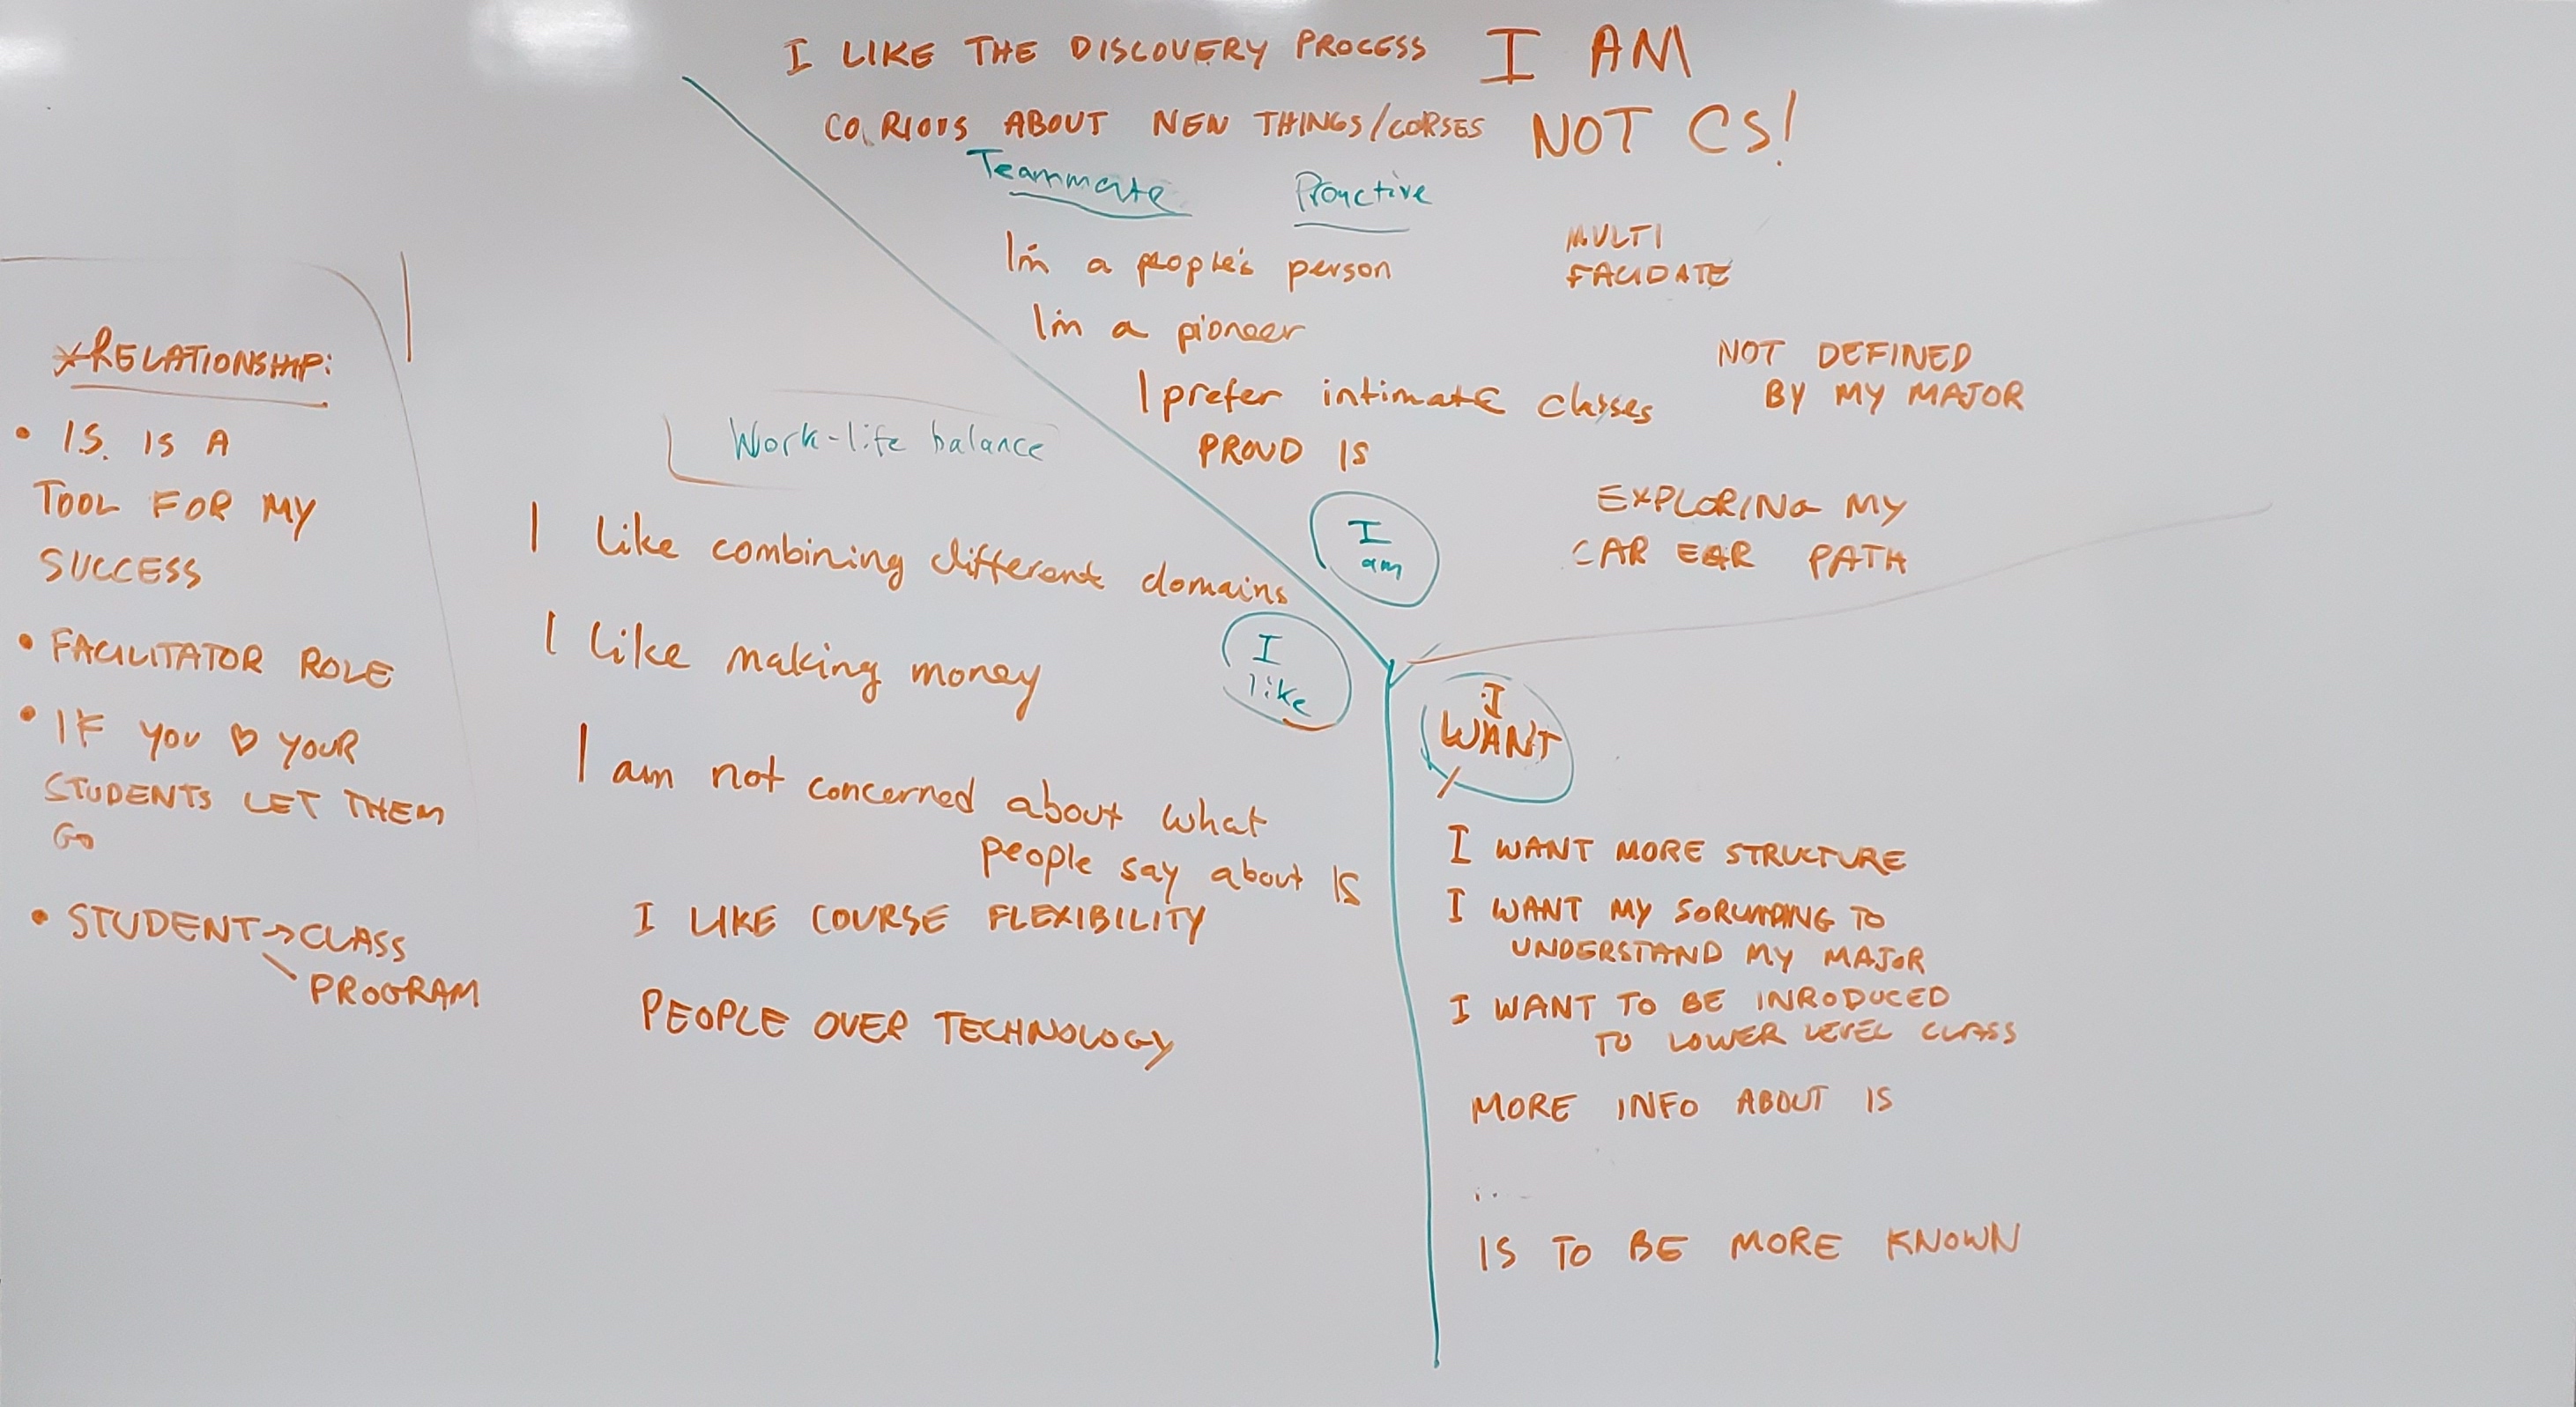 I LIKE THE DISCOVERY PROCESS
CORIOUS ABOUT NEW THINGS/CORSES
I AM
NOT CS!
Teammate
Proactive
I'm a people's person
MULTI
FACIDATE
I'm a pioneer
I prefer intimate classes
NOT DEFINED
BY MY MAJOR
PROUD IS
EXPLORING MY
CAREER PATH
I
am
Work-life balance
I like combining different domains
I like making money
I am not concerned about what
people say about IS
I LIKE COURSE FLEXIBILITY
PEOPLE OVER TECHNOLOGY
I
like
I
WANT
I WANT MORE STRUCTURE
I WANT MY SORUNDING TO
UNDERSTAND MY MAJOR
I WANT TO BE INRODUCED
TO LOWER LEVEL CLASS
MORE INFO ABOUT IS
...
IS TO BE MORE KNOWN
*RELATIONSHIP:
• I.S. IS A
TOOL FOR MY
SUCCESS
• FACILITATOR ROLE
• IF YOU ♡ YOUR
STUDENTS LET THEM
GO
• STUDENT → CLASS
PROGRAM